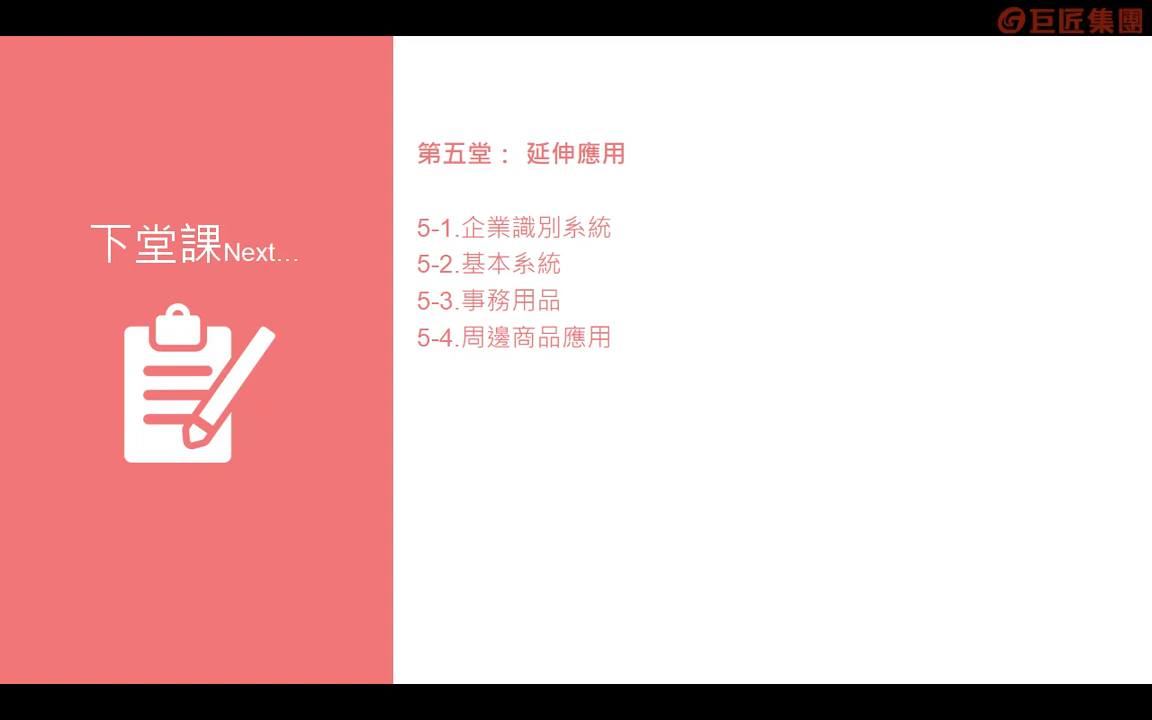 巨匠集團
下堂課Next...
第五堂： 延伸應用
5-1.企業識別系統
5-2.基本系統
5-3.事務用品
5-4.周邊商品應用